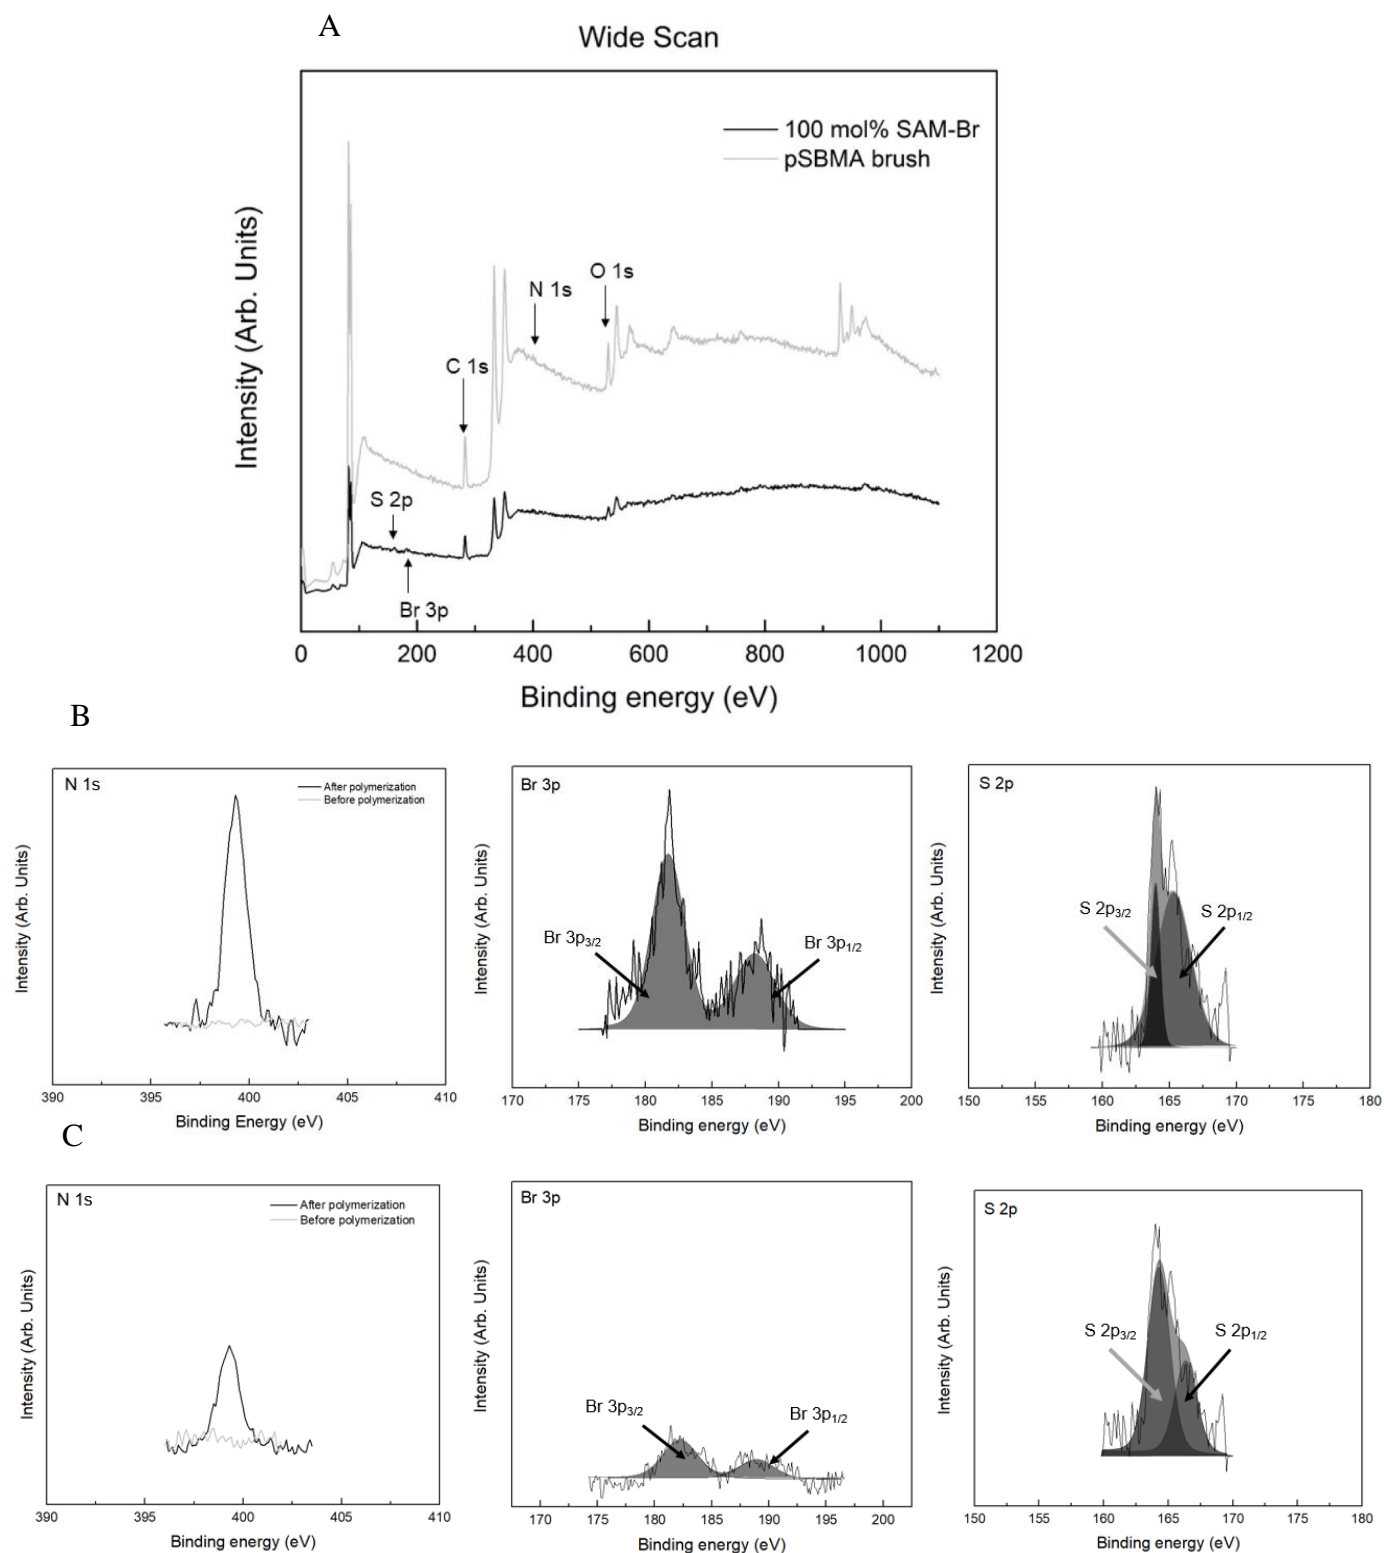 A
Wide Scan
100 mol% SAM-Br
pSBMA brush
O 1s
N 1s
C 1s
S 2p
Br 3p
Intensity (Arb. Units)
0 200 400 600 800 1000 1200
Binding energy (eV)
B
N 1s
After polymerization
Before polymerization
Intensity (Arb. Units)
390 395 400 405 410
Binding Energy (eV)
Br 3p
Br 3p3/2
Br 3p1/2
Intensity (Arb. Units)
170 175 180 185 190 195 200
Binding energy (eV)
S 2p
S 2p3/2
S 2p1/2
Intensity (Arb. Units)
150 155 160 165 170 175 180
Binding energy (eV)
C
N 1s
After polymerization
Before polymerization
Intensity (Arb. Units)
390 395 400 405 410
Binding Energy (eV)
Br 3p
Br 3p3/2
Br 3p1/2
Intensity (Arb. Units)
170 175 180 185 190 195 200
Binding energy (eV)
S 2p
S 2p3/2
S 2p1/2
Intensity (Arb. Units)
150 155 160 165 170 175 180
Binding energy (eV)